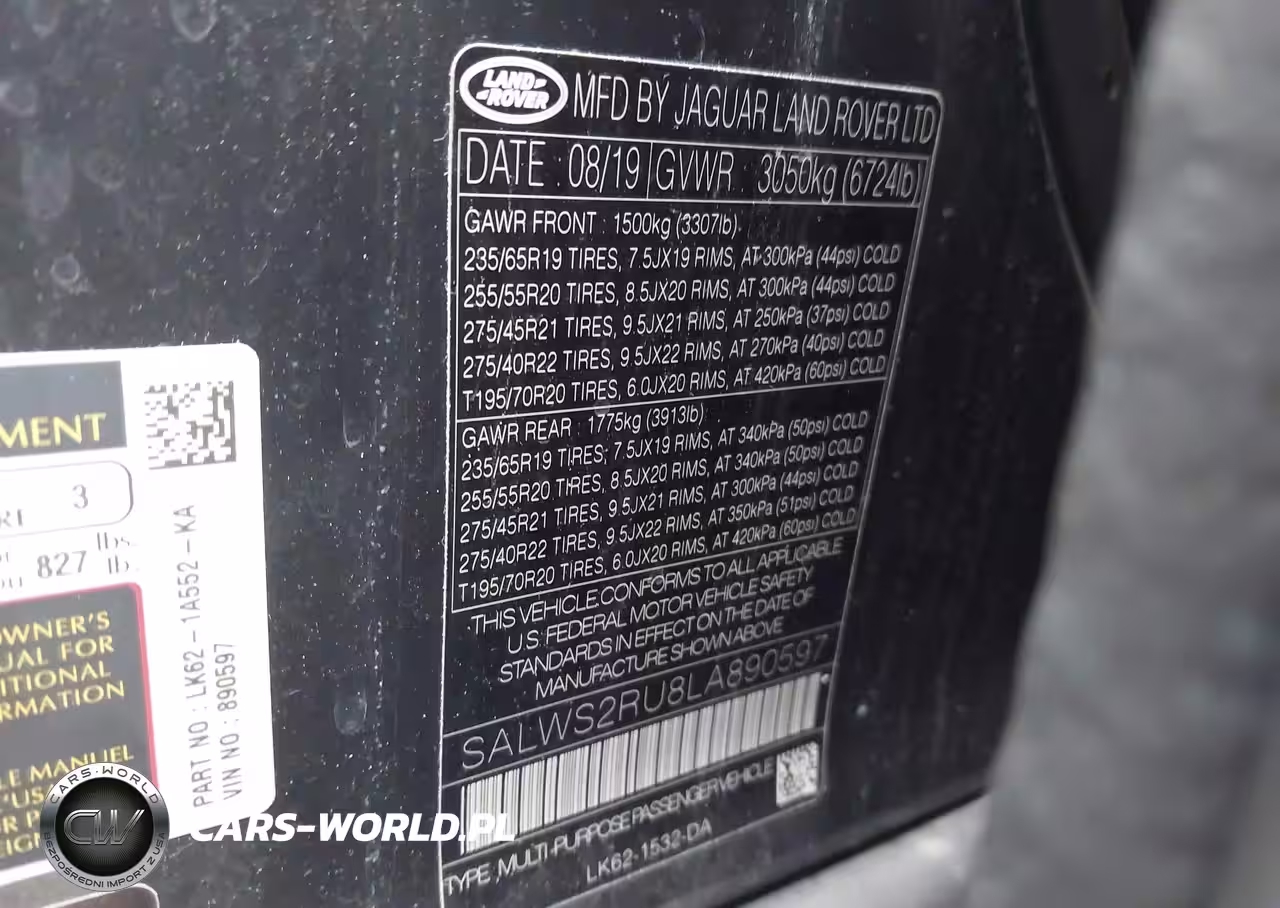 LAND-
-ROVER
MFD BY JAGUAR LAND ROVER LTD
DATE : 08/19 GVWR : 3050kg (6724lb)
GAWR FRONT : 1500kg (3307lb)
235/65R19 TIRES, 7.5JX19 RIMS, AT 300kPa (44psi) COLD
255/55R20 TIRES, 8.5JX20 RIMS, AT 300kPa (44psi) COLD
275/45R21 TIRES, 9.5JX21 RIMS, AT 250kPa (37psi) COLD
275/40R22 TIRES, 9.5JX22 RIMS, AT 270kPa (40psi) COLD
T195/70R20 TIRES, 6.0JX20 RIMS, AT 420kPa (60psi) COLD
GAWR REAR : 1775kg (3913lb)
235/65R19 TIRES, 7.5JX19 RIMS, AT 340kPa (50psi) COLD
255/55R20 TIRES, 8.5JX20 RIMS, AT 340kPa (50psi) COLD
275/45R21 TIRES, 9.5JX21 RIMS, AT 300kPa (44psi) COLD
275/40R22 TIRES, 9.5JX22 RIMS, AT 350kPa (51psi) COLD
T195/70R20 TIRES, 6.0JX20 RIMS, AT 420kPa (60psi) COLD
THIS VEHICLE CONFORMS TO ALL APPLICABLE
U.S. FEDERAL MOTOR VEHICLE SAFETY
STANDARDS IN EFFECT ON THE DATE OF
MANUFACTURE SHOWN ABOVE
SALWS2RU8LA890597
TYPE : MULTI-PURPOSE PASSENGER VEHICLE
LK62-1532-DA
MENT
3
827 lbs.
lb.
OWNER'S
UAL FOR
ITIONAL
RMATION
LE MANUEL
PART NO : LK62-1A552-KA
VIN NO : 890597
CARS-WORLD
CW
BEZPOŚREDNI IMPORT Z USA
CARS-WORLD.PL